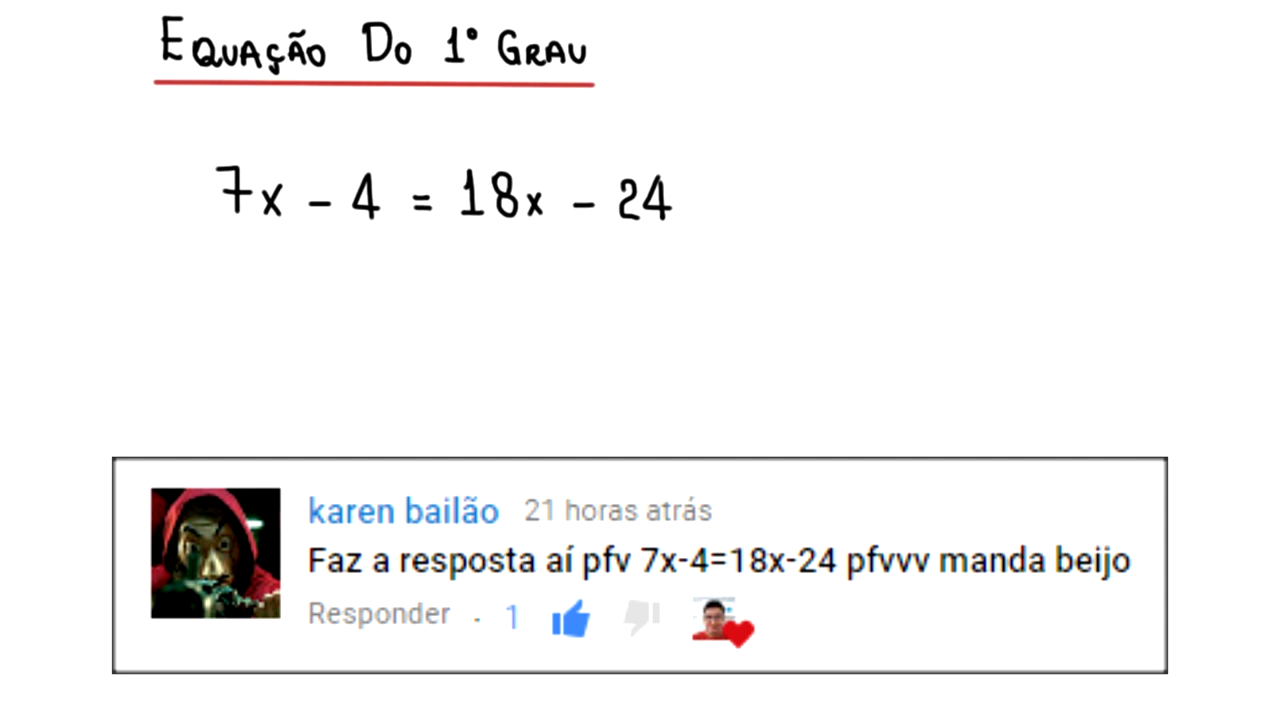 EQUAÇÃO DO 1° GRAU
7x - 4 = 18x - 24
karen bailão 21 horas atrás
Faz a resposta aí pfv 7x-4=18x-24 pfvvv manda beijo
Responder . 1